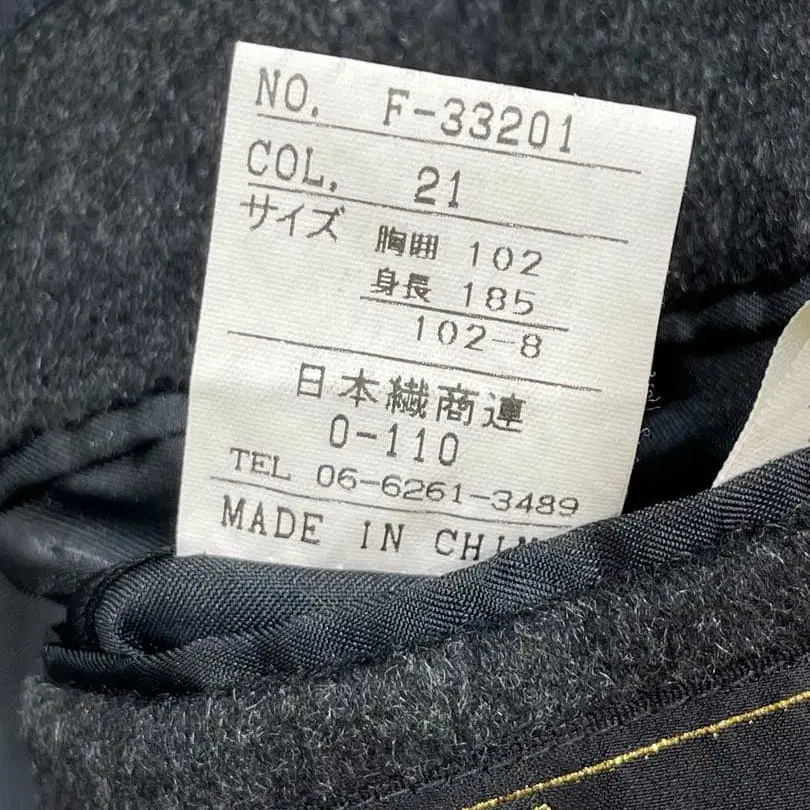 NO. F-33201
COL. 21
サイズ 胸囲 102
身長 185
102-8
日本繊商連
0-110
TEL 06-6261-3489
MADE IN